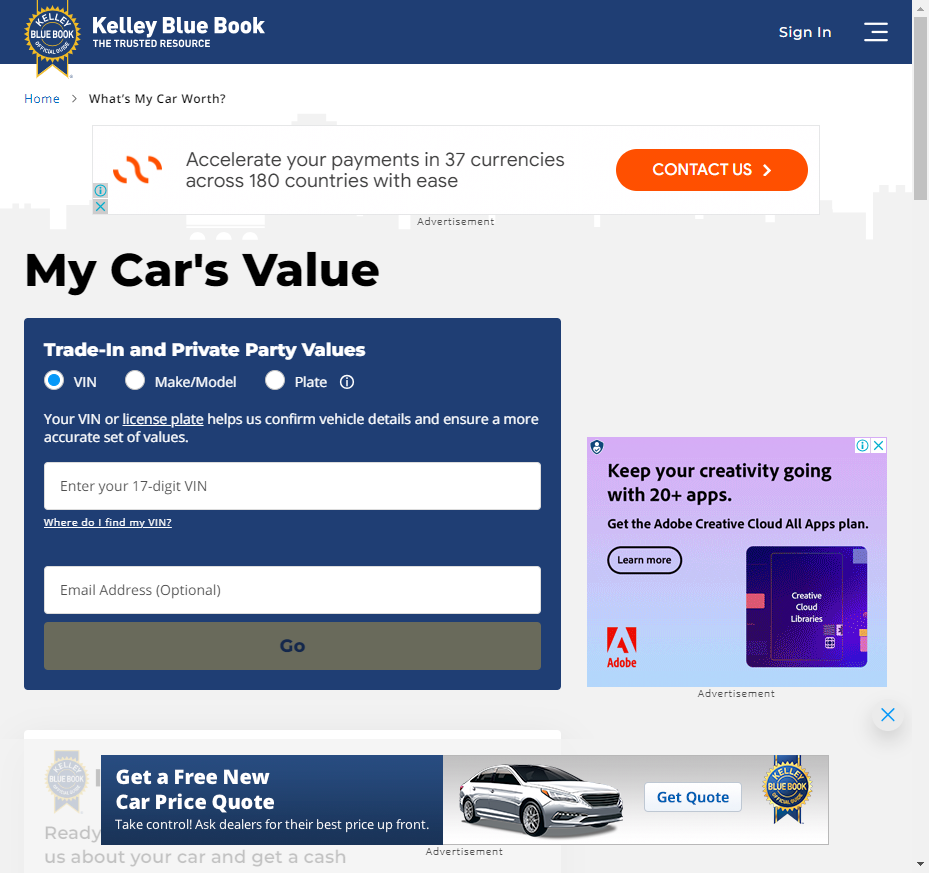 KELLEY
BLUE BOOK
OFFICIAL GUIDE
Kelley Blue Book
THE TRUSTED RESOURCE
Sign In
Home > What's My Car Worth?
Accelerate your payments in 37 currencies
across 180 countries with ease
CONTACT US
Advertisement
My Car's Value
Trade-In and Private Party Values
VIN Make/Model Plate
Your VIN or license plate helps us confirm vehicle details and ensure a more
accurate set of values.
Enter your 17-digit VIN
Where do I find my VIN?
Email Address (Optional)
Go
Keep your creativity going
with 20+ apps.
Get the Adobe Creative Cloud All Apps plan.
Learn more
Creative
Cloud
Libraries
Adobe
Advertisement
KELLEY
BLUE BOOK
Get a Free New
Car Price Quote
Take control! Ask dealers for their best price up front.
Get Quote
KELLEY
BLUE BOOK
Advertisement
Ready
us about your car and get a cash